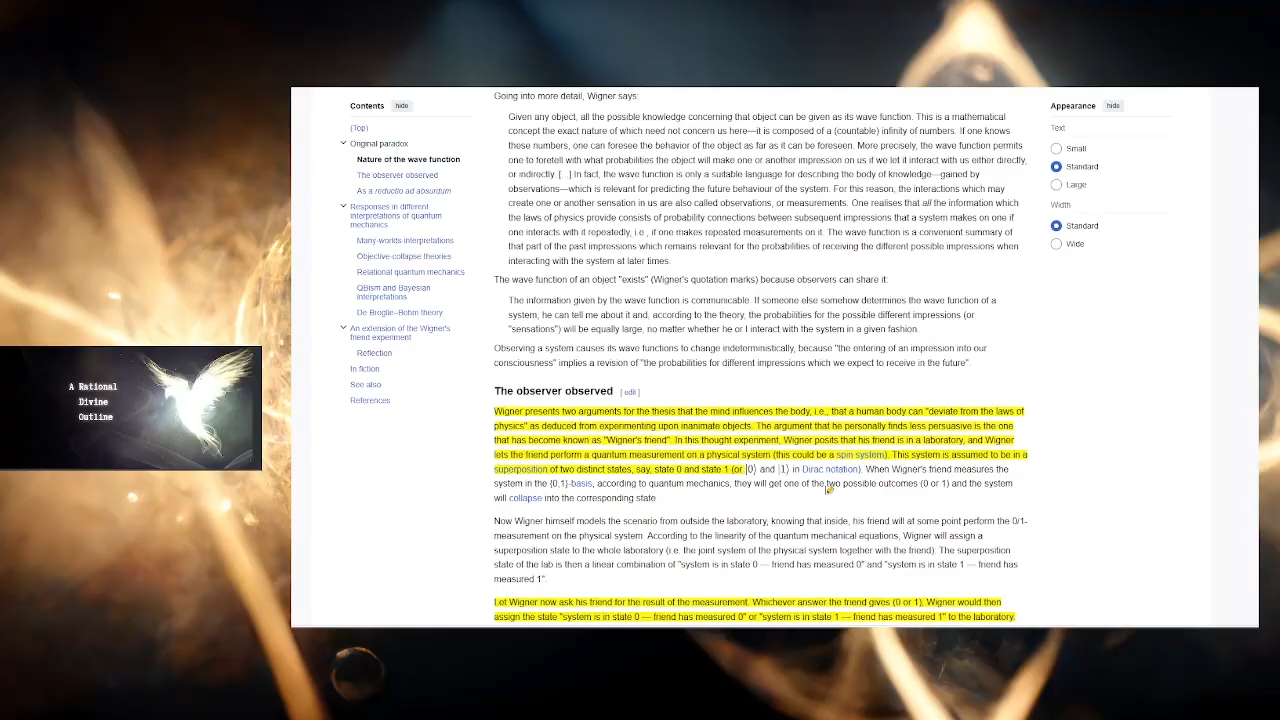 Contents hide
(Top)
Original paradox
Nature of the wave function
The observer observed
As a reductio ad absurdum
Responses in different
interpretations of quantum
mechanics
Many-worlds interpretations
Objective-collapse theories
Relational quantum mechanics
QBism and Bayesian
interpretations
De Broglie–Bohm theory
An extension of the Wigner's
friend experiment
Reflection
In fiction
See also
References
A Rational
Divine
Outline
Going into more detail, Wigner says:
Given any object, all the possible knowledge concerning that object can be given as its wave function. This is a mathematical
concept the exact nature of which need not concern us here—it is composed of a (countable) infinity of numbers. If one knows
these numbers, one can foresee the behavior of the object as far as it can be foreseen. More precisely, the wave function permits
one to foretell with what probabilities the object will make one or another impression on us if we let it interact with us either directly,
or indirectly. [...] In fact, the wave function is only a suitable language for describing the body of knowledge—gained by
observations—which is relevant for predicting the future behaviour of the system. For this reason, the interactions which may
create one or another sensation in us are also called observations, or measurements. One realises that all the information which
the laws of physics provide consists of probability connections between subsequent impressions that a system makes on one if
one interacts with it repeatedly, i.e., if one makes repeated measurements on it. The wave function is a convenient summary of
that part of the past impressions which remains relevant for the probabilities of receiving the different possible impressions when
interacting with the system at later times.
The wave function of an object "exists" (Wigner's quotation marks) because observers can share it:
The information given by the wave function is communicable. If someone else somehow determines the wave function of a
system, he can tell me about it and, according to the theory, the probabilities for the possible different impressions (or
"sensations") will be equally large, no matter whether he or I interact with the system in a given fashion.
Observing a system causes its wave functions to change indeterministically, because "the entering of an impression into our
consciousness" implies a revision of "the probabilities for different impressions which we expect to receive in the future".
The observer observed [ edit ]
Wigner presents two arguments for the thesis that the mind influences the body, i.e., that a human body can "deviate from the laws of
physics" as deduced from experimenting upon inanimate objects. The argument that he personally finds less persuasive is the one
that has become known as "Wigner's friend". In this thought experiment, Wigner posits that his friend is in a laboratory, and Wigner
lets the friend perform a quantum measurement on a physical system (this could be a spin system). This system is assumed to be in a
superposition of two distinct states, say, state 0 and state 1 (or |0⟩ and |1⟩ in Dirac notation). When Wigner's friend measures the
system in the {0,1}-basis, according to quantum mechanics, they will get one of the two possible outcomes (0 or 1) and the system
will collapse into the corresponding state.
Now Wigner himself models the scenario from outside the laboratory, knowing that inside, his friend will at some point perform the 0/1-
measurement on the physical system. According to the linearity of the quantum mechanical equations, Wigner will assign a
superposition state to the whole laboratory (i.e. the joint system of the physical system together with the friend). The superposition
state of the lab is then a linear combination of "system is in state 0 — friend has measured 0" and "system is in state 1 — friend has
measured 1".
Let Wigner now ask his friend for the result of the measurement. Whichever answer the friend gives (0 or 1), Wigner would then
assign the state "system is in state 0 — friend has measured 0" or "system is in state 1 — friend has measured 1" to the laboratory.
Appearance hide
Text
Small
Standard
Large
Width
Standard
Wide